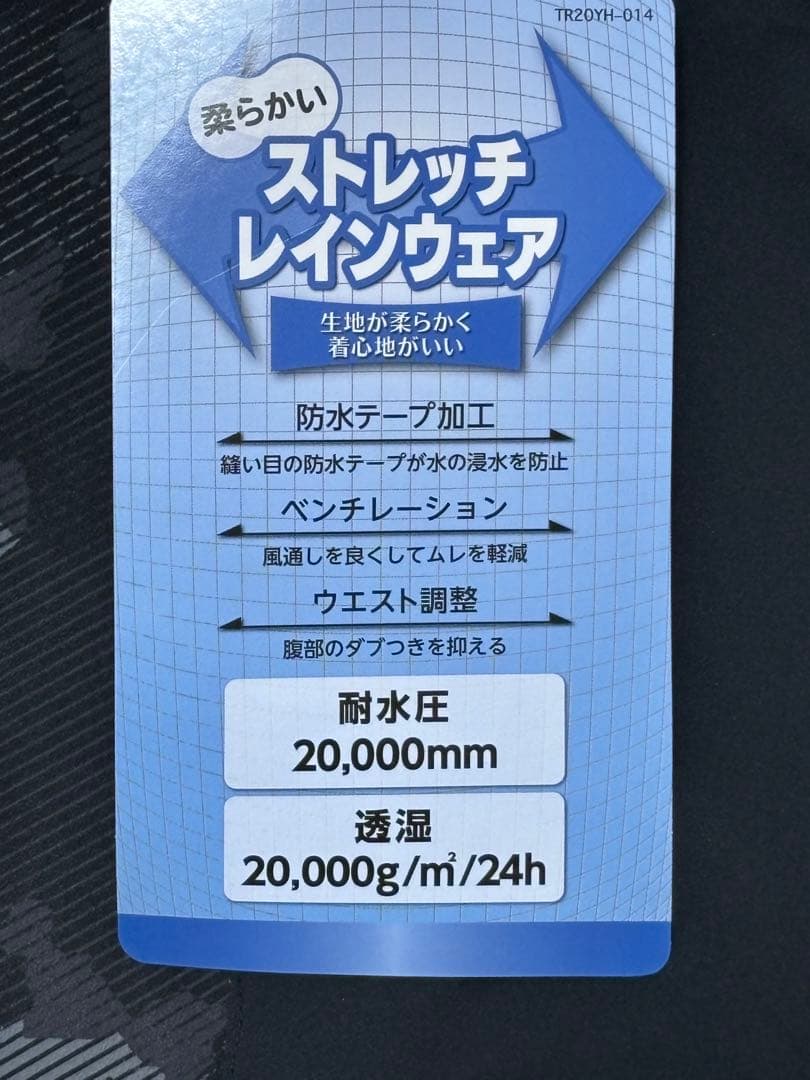 TR20YH-014
柔らかい
ストレッチ
レインウェア
生地が柔らかく
着心地がいい
防水テープ加工
縫い目の防水テープが水の浸水を防止
ベンチレーション
風通しを良くしてムレを軽減
ウエスト調整
腹部のダブつきを抑える
耐水圧
20,000mm
透湿
20,000g/㎡/24h